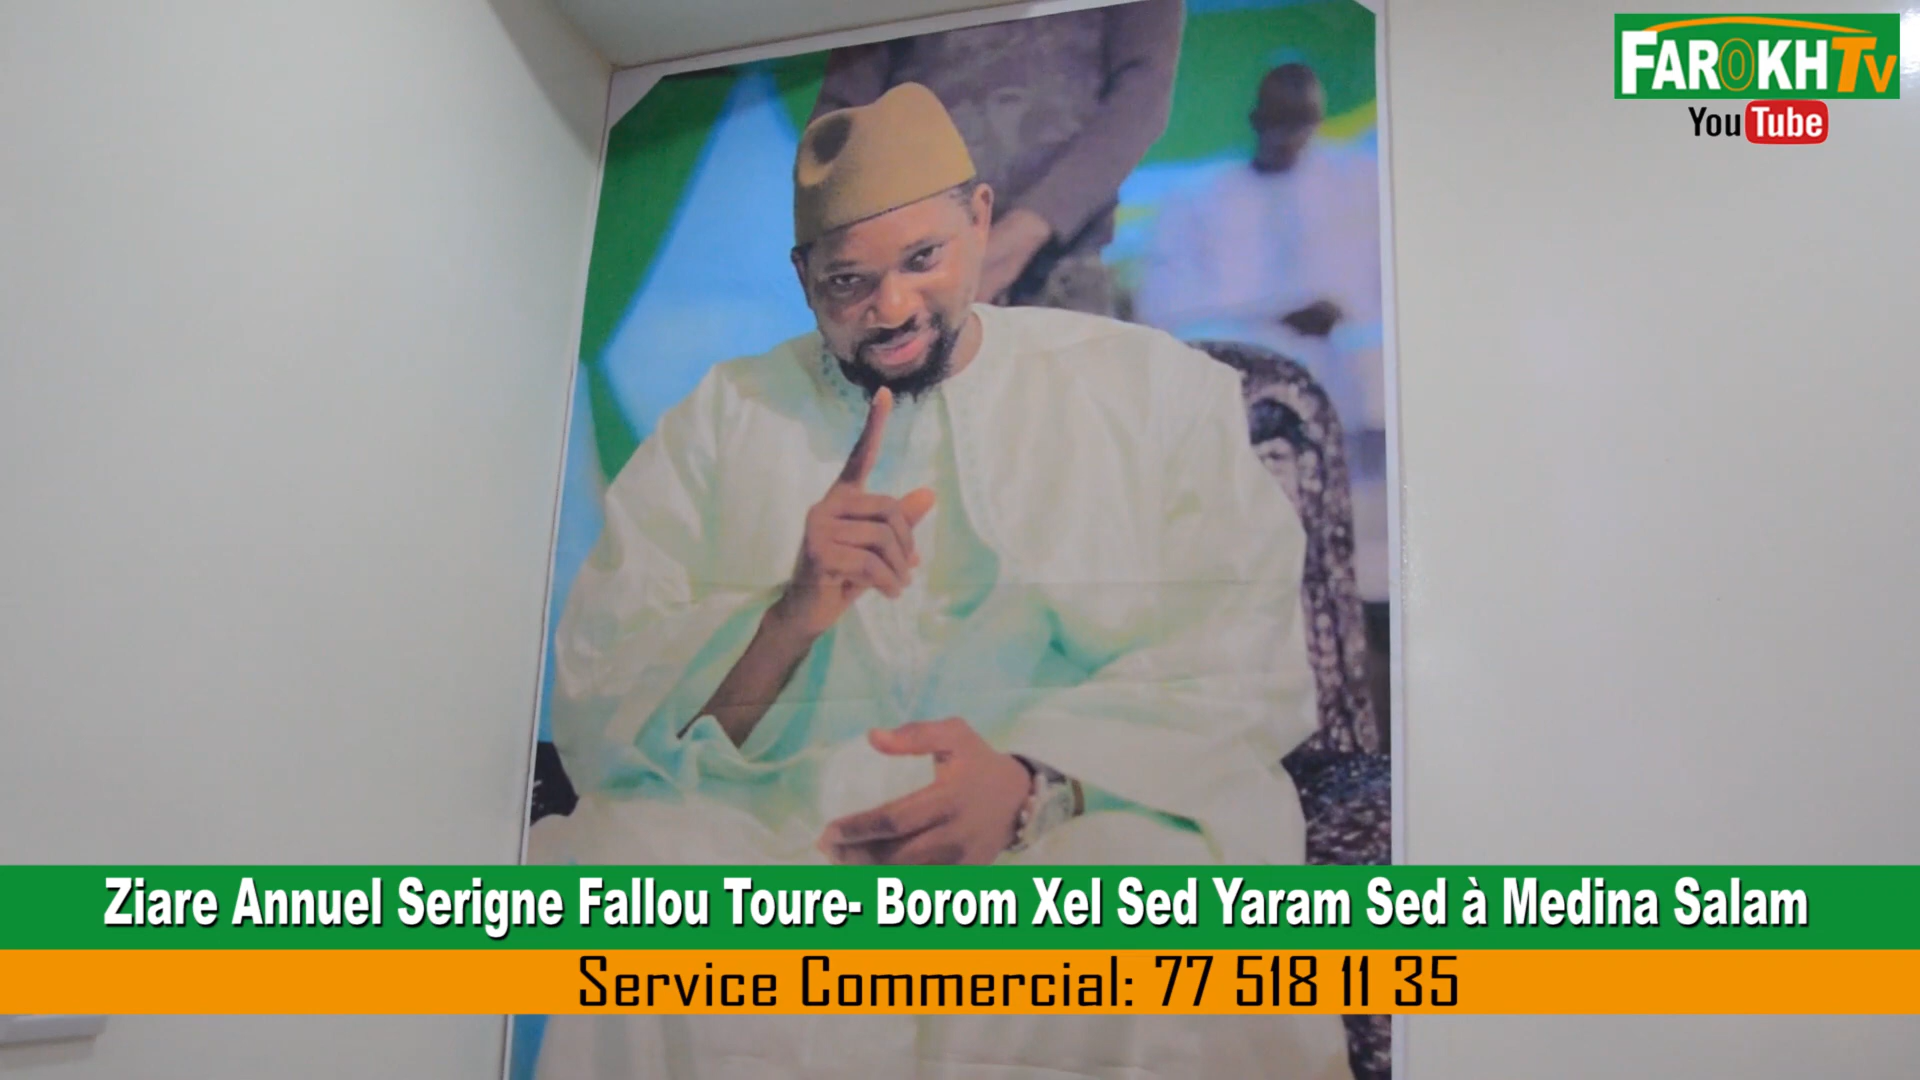 FAROKHTV
YouTube
Ziare Annuel Serigne Fallou Toure- Borom Xel Sed Yaram Sed à Medina Salam
Service Commercial: 77 518 11 35